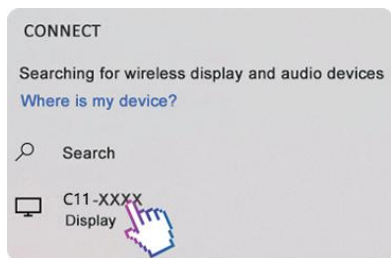 CONNECT
Searching for wireless display and audio devices
Where is my device?
Search
C11-XXXX
Display